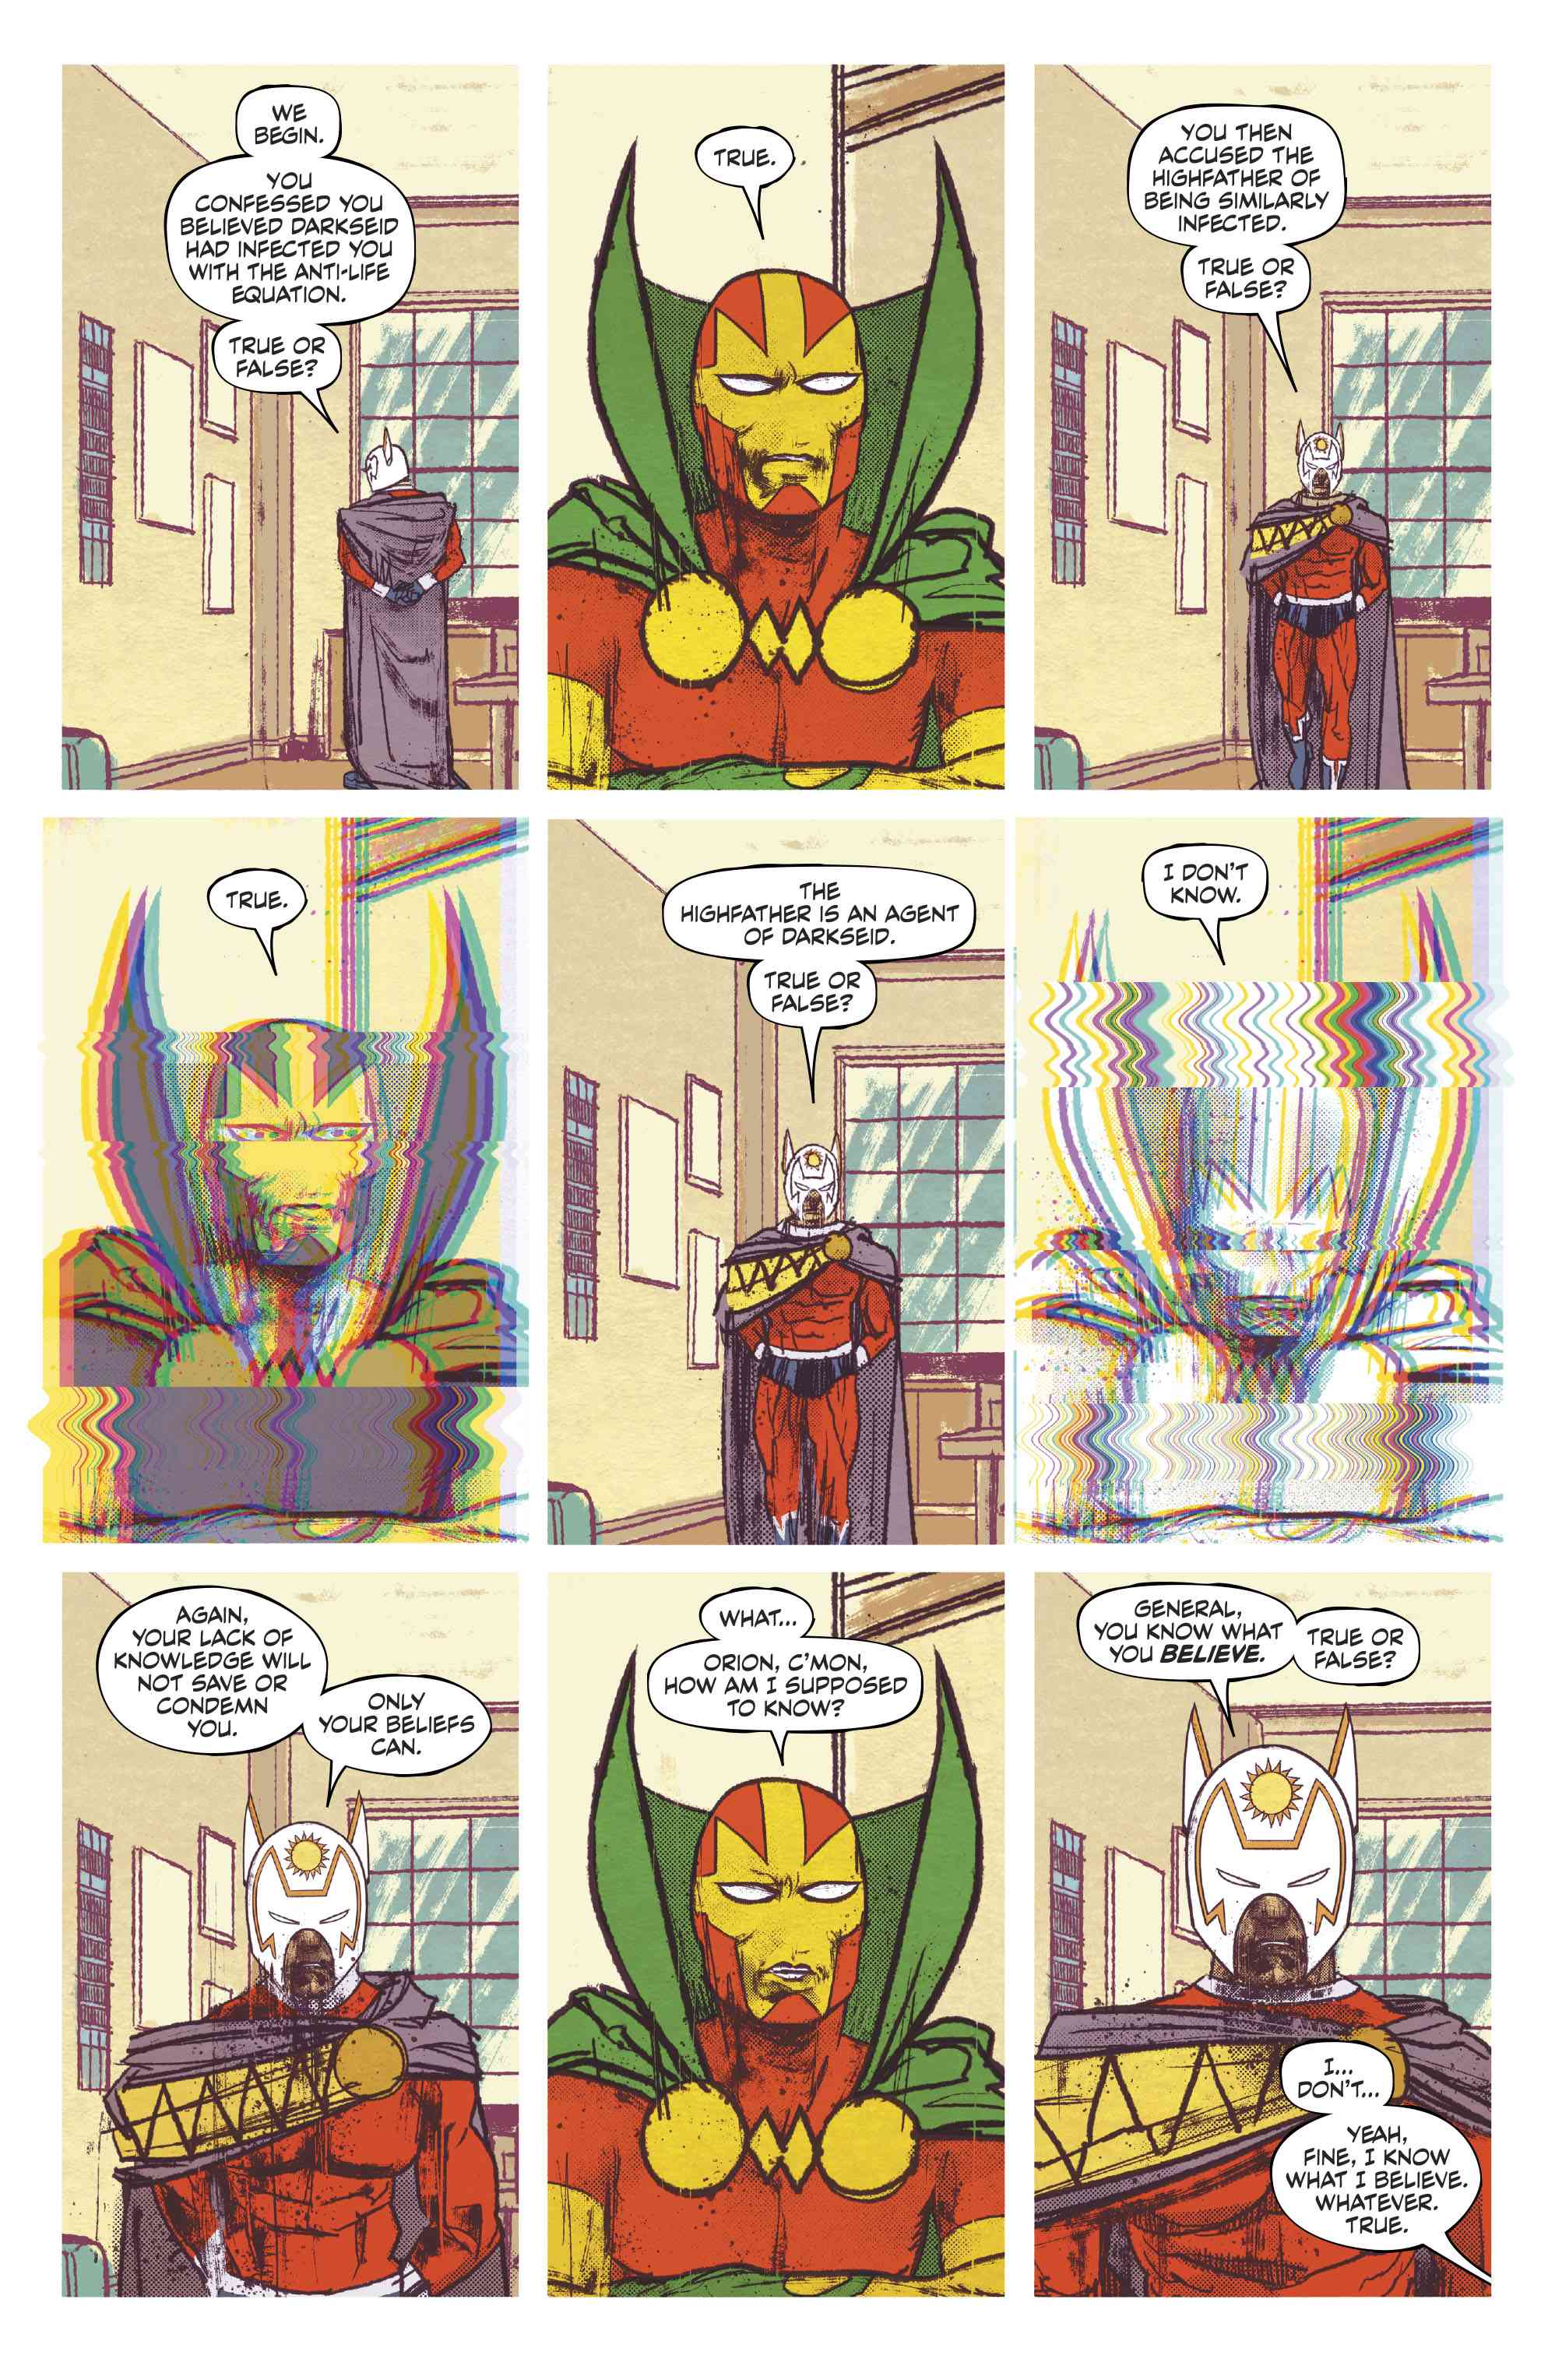 WE
BEGIN.
YOU
CONFESSED YOU
BELIEVED DARKSEID
HAD INFECTED YOU
WITH THE ANTI-LIFE
EQUATION.
TRUE OR
FALSE?
TRUE.
YOU THEN
ACCUSED THE
HIGHFATHER OF
BEING SIMILARLY
INFECTED.
TRUE OR
FALSE?
TRUE.
THE
HIGHFATHER IS AN AGENT
OF DARKSEID.
TRUE OR
FALSE?
I DON'T
KNOW.
AGAIN,
YOUR LACK OF
KNOWLEDGE WILL
NOT SAVE OR
CONDEMN
YOU.
ONLY
YOUR BELIEFS
CAN.
WHAT...
ORION, C'MON,
HOW AM I SUPPOSED
TO KNOW?
GENERAL,
YOU KNOW WHAT
YOU BELIEVE.
TRUE OR
FALSE?
I...
DON'T...
YEAH,
FINE, I KNOW
WHAT I BELIEVE.
WHATEVER.
TRUE.